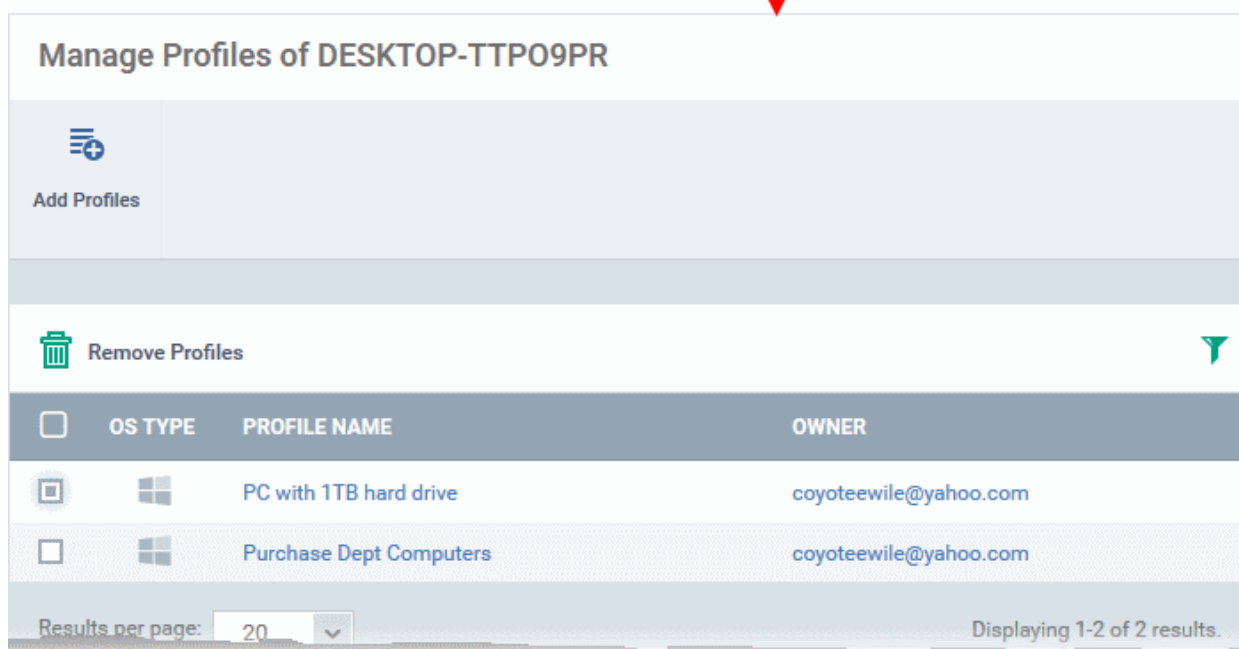 Manage Profiles of DESKTOP-TTPO9PR
Add Profiles
Remove Profiles
OS TYPE PROFILE NAME OWNER
PC with 1TB hard drive coyoteewile@yahoo.com
Purchase Dept Computers coyoteewile@yahoo.com
Results per page: 20 Displaying 1-2 of 2 results.